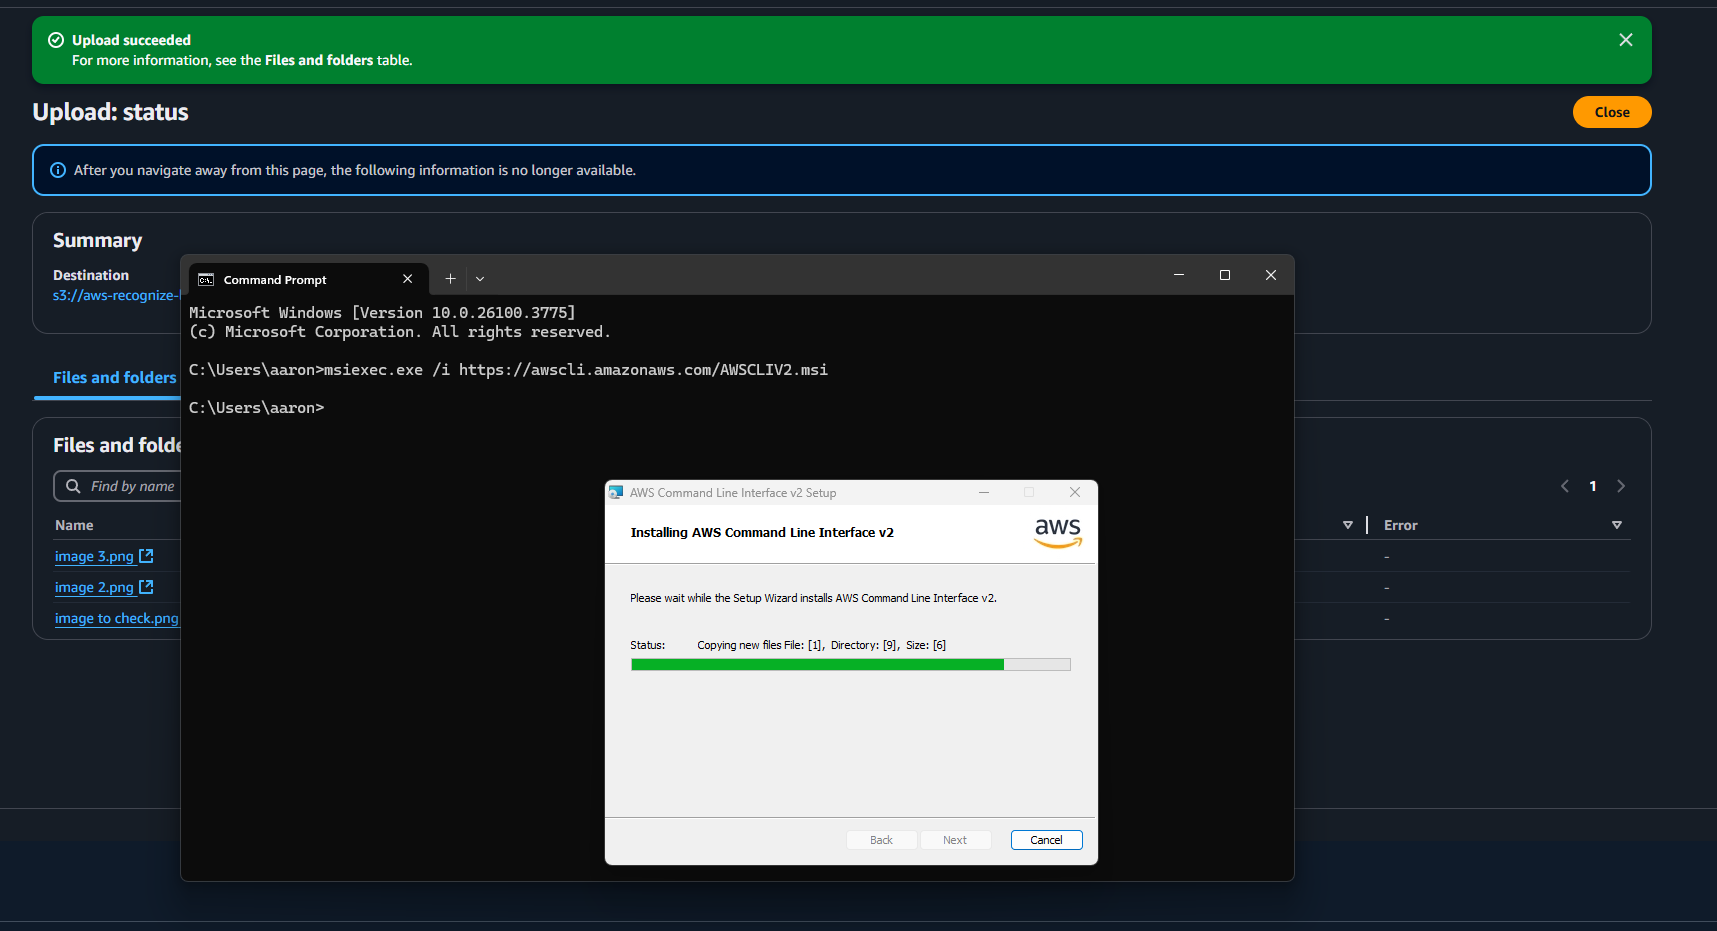 Upload succeeded
For more information, see the Files and folders table.
Upload: status
Close
After you navigate away from this page, the following information is no longer available.
Summary
Destination
s3://aws-recognize-
Files and folders
Files and folde
Find by name
1
Name
Error
image 3.png
-
image 2.png
-
image to check.png
-
Command Prompt
Microsoft Windows [Version 10.0.26100.3775]
(c) Microsoft Corporation. All rights reserved.
C:\Users\aaron>msiexec.exe /i https://awscli.amazonaws.com/AWSCLIV2.msi
C:\Users\aaron>
AWS Command Line Interface v2 Setup
Installing AWS Command Line Interface v2
aws
Please wait while the Setup Wizard installs AWS Command Line Interface v2.
Status: Copying new files File: [1], Directory: [9], Size: [6]
Back
Next
Cancel